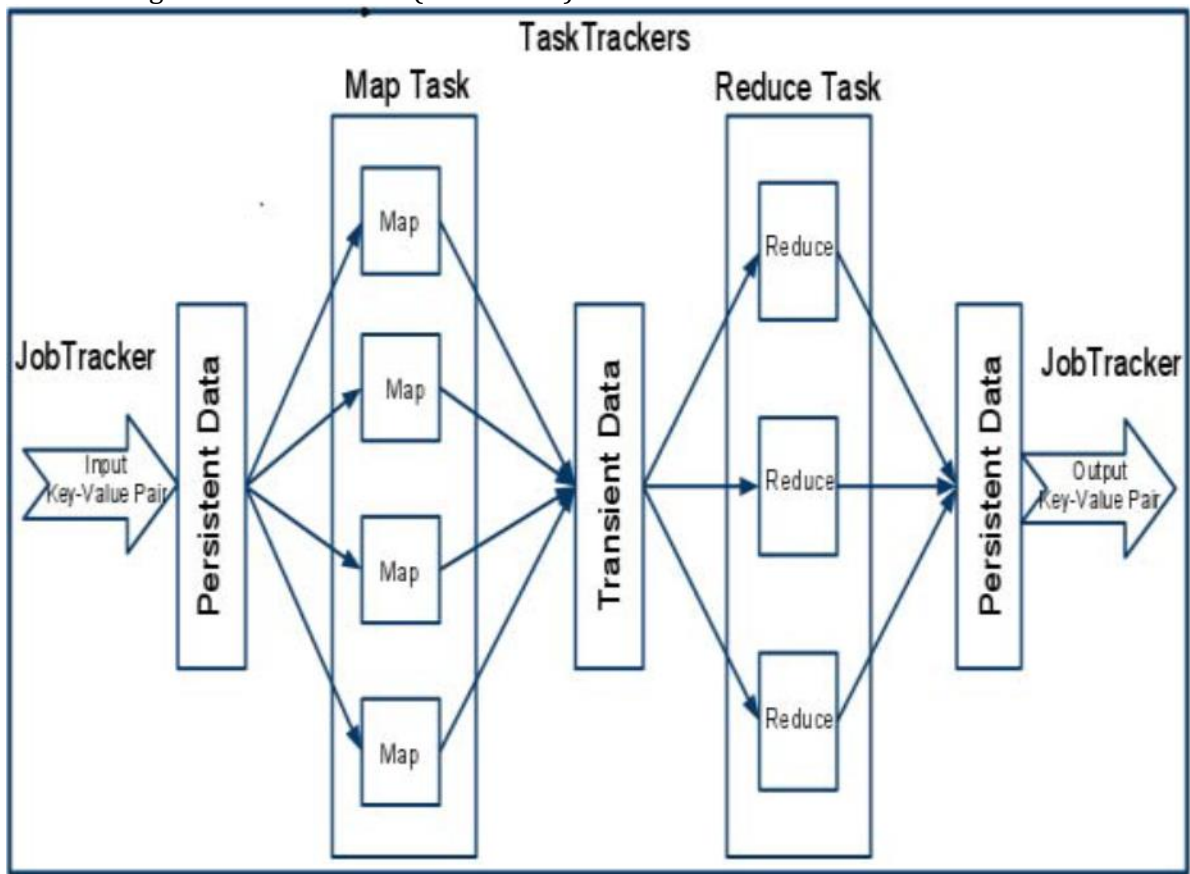 TaskTrackers
Map Task
Reduce Task
Map
Map
Map
Map
Reduce
Reduce
Reduce
JobTracker
Input
Key-Value Pair
Persistent Data
Transient Data
Persistent Data
JobTracker
Output
Key-Value Pair